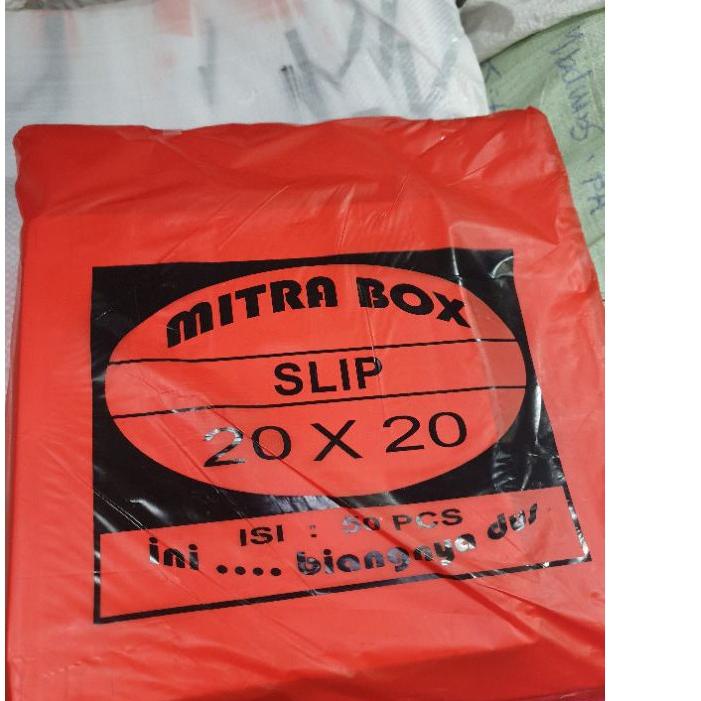 MITRA BOX
SLIP
20 X 20
ISI : 50 PCS
ini .... biangnya dus